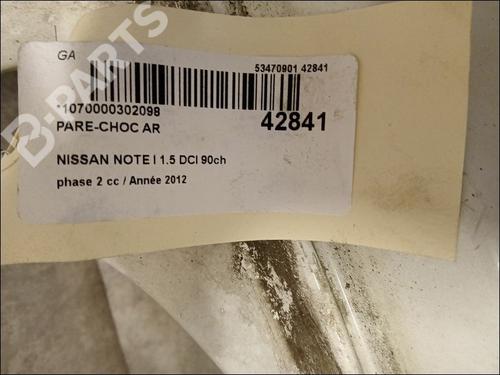 GA
53470901 42841
11070000302098
PARE-CHOC AR
42841
NISSAN NOTE I 1.5 DCI 90ch
phase 2 cc / Année 2012
B-PARTS